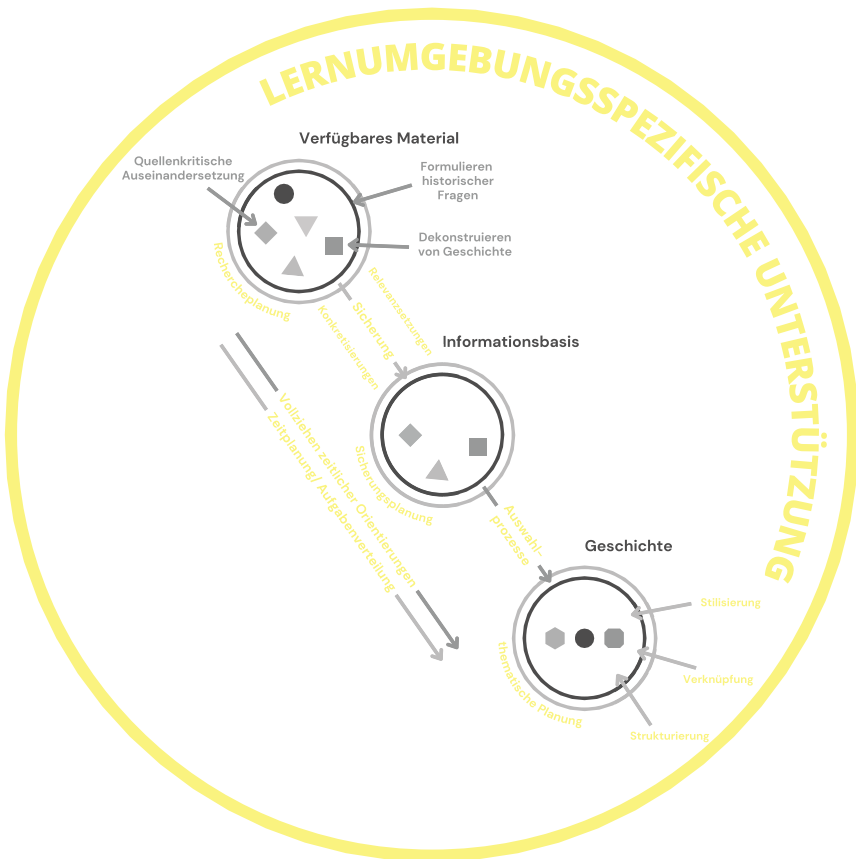 LERNUMGEBUNGSSPEZIFISCHE UNTERSTÜTZUNG
Verfügbares Material
Quellenkritische
Auseinandersetzung
Formulieren
historischer
Fragen
Dekonstruieren
von Geschichte
Rechercheplanung
Konkretisierungen
Sicherung
Relevanzsetzungen
Informationsbasis
Vollziehen zeitlicher Orientierungen
Zeitplanung/ Aufgabenverteilung
Sicherungsplanung
Auswahl-
prozesse
Geschichte
Stilisierung
Verknüpfung
Strukturierung
thematische Planung